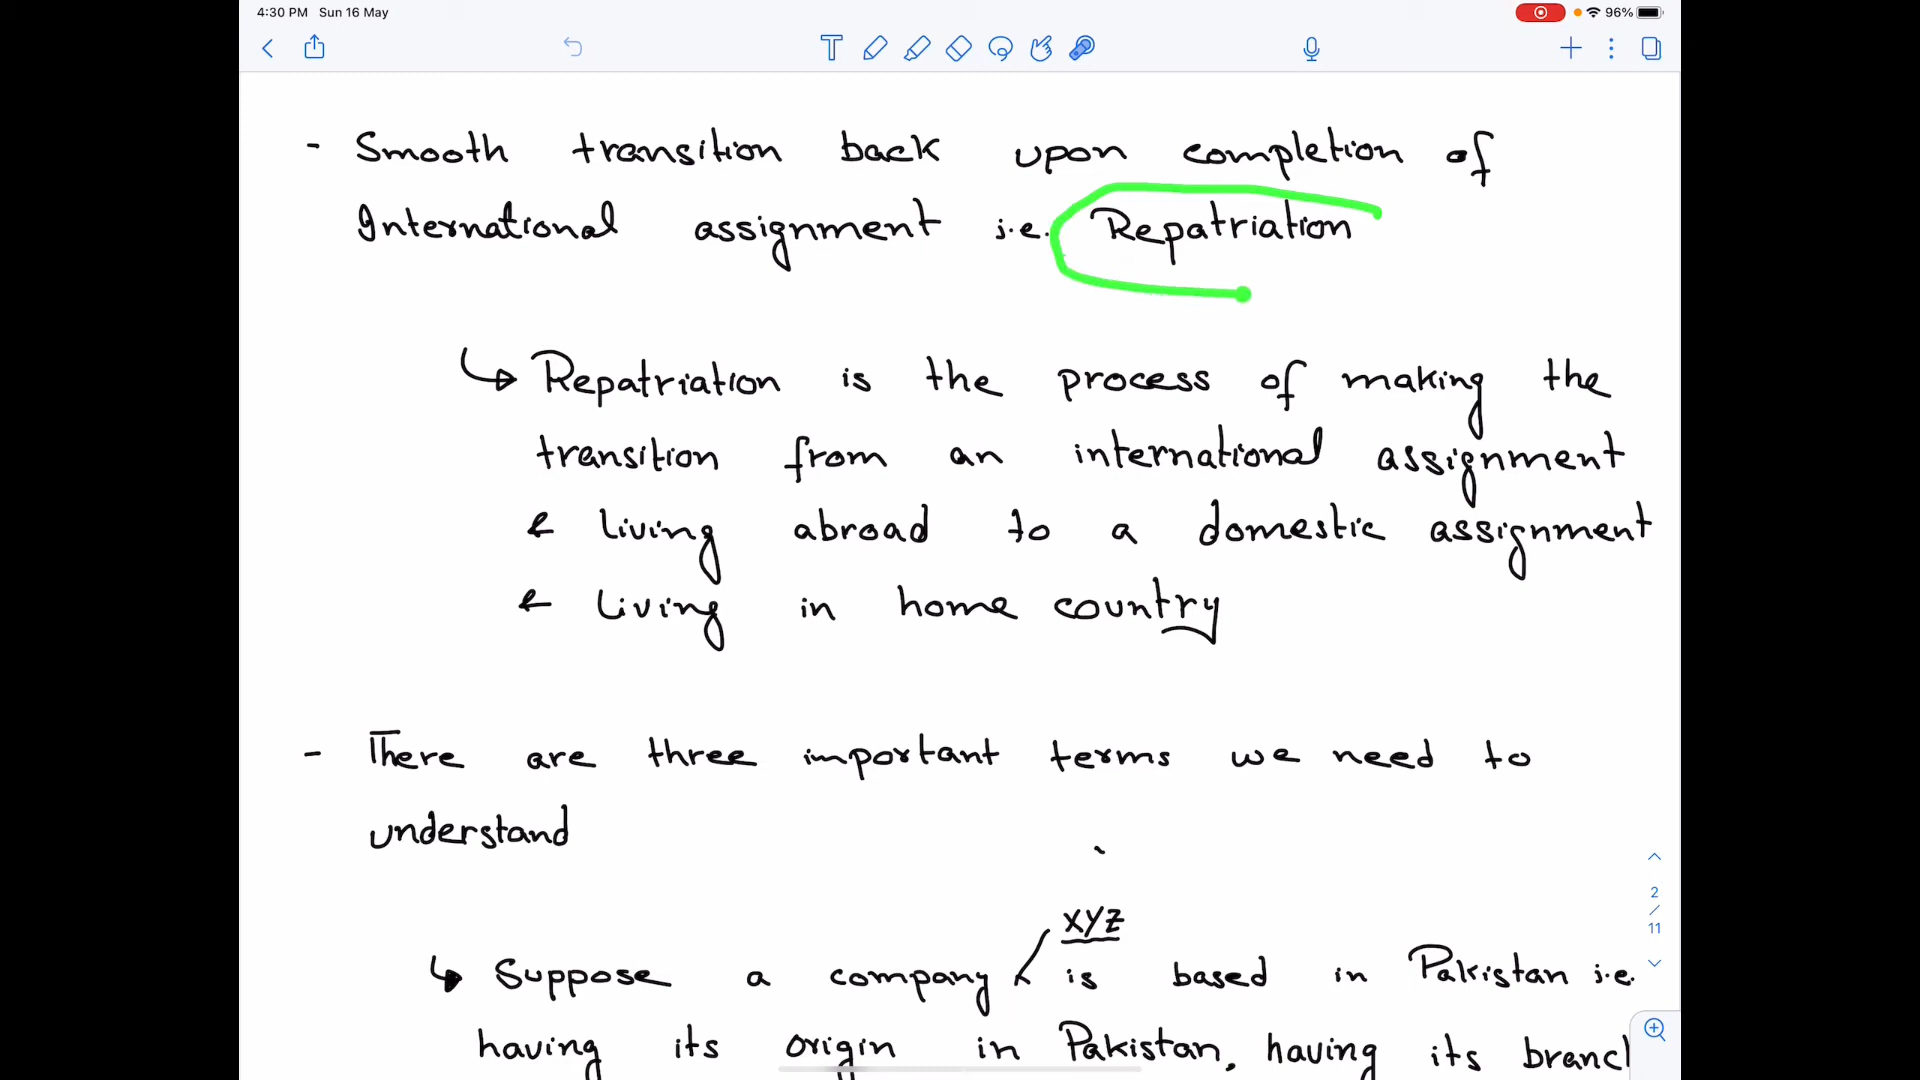 4:30 PM Sun 16 May
96%
- Smooth transition back upon completion of
International assignment i.e. Repatriation
↳ Repatriation is the process of making the
transition from an international assignment
& living abroad to a domestic assignment
& living in home country
- There are three important terms we need to
understand
XYZ
↳ Suppose a company is based in Pakistan i.e.
having its origin in Pakistan, having its branch
2
/
11